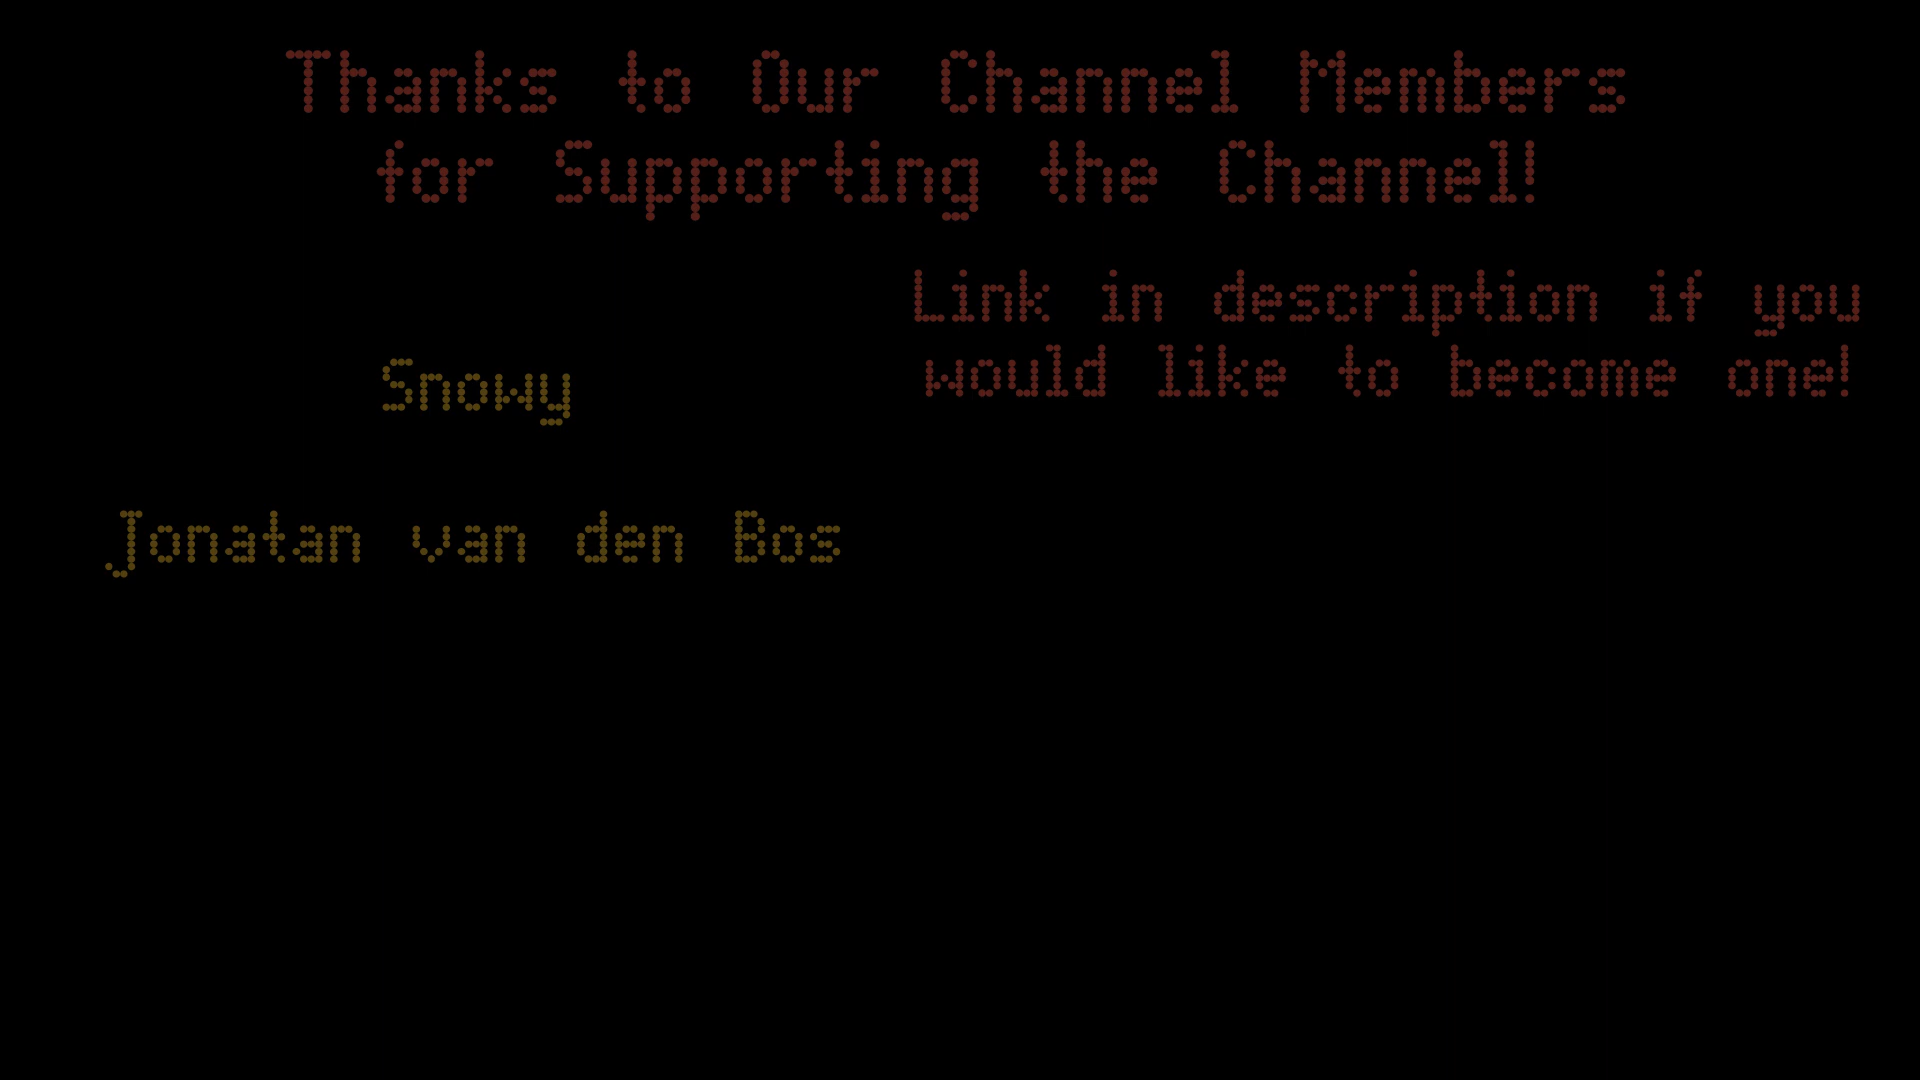 Thanks to Our Channel Members
for Supporting the Channel!
Link in description if you
would like to become one!
Snowy
Jonatan van den Bos